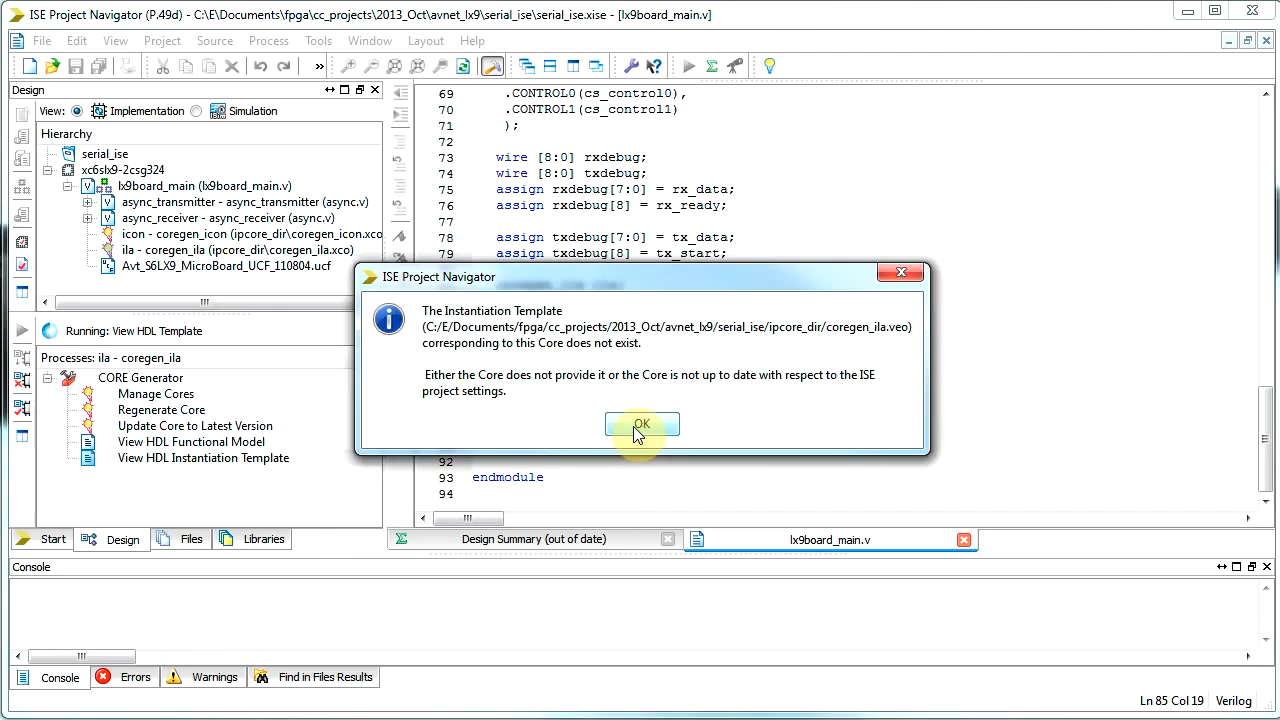 ISE Project Navigator (P.49d) - C:\E\Documents\fpga\cc_projects\2013_Oct\avnet_lx9\serial_ise\serial_ise.xise - [lx9board_main.v]
File Edit View Project Source Process Tools Window Layout Help
»
Design
View: Implementation Simulation
Hierarchy
serial_ise
xc6slx9-2csg324
lx9board_main (lx9board_main.v)
async_transmitter - async_transmitter (async.v)
async_receiver - async_receiver (async.v)
icon - coregen_icon (ipcore_dir\coregen_icon.xco
ila - coregen_ila (ipcore_dir\coregen_ila.xco)
Avt_S6LX9_MicroBoard_UCF_110804.ucf
Running: View HDL Template
Processes: ila - coregen_ila
CORE Generator
Manage Cores
Regenerate Core
Update Core to Latest Version
View HDL Functional Model
View HDL Instantiation Template
Start Design Files Libraries
69 .CONTROL0(cs_control0),
70 .CONTROL1(cs_control1)
71 );
72
73 wire [8:0] rxdebug;
74 wire [8:0] txdebug;
75 assign rxdebug[7:0] = rx_data;
76 assign rxdebug[8] = rx_ready;
77
78 assign txdebug[7:0] = tx_data;
79 assign txdebug[8] = tx_start;
ISE Project Navigator
The Instantiation Template
(C:/E/Documents/fpga/cc_projects/2013_Oct/avnet_lx9/serial_ise/ipcore_dir/coregen_ila.veo)
corresponding to this Core does not exist.
Either the Core does not provide it or the Core is not up to date with respect to the ISE
project settings.
OK
92
93 endmodule
94
Design Summary (out of date) lx9board_main.v
Console
Console Errors Warnings Find in Files Results
Ln 85 Col 19 Verilog